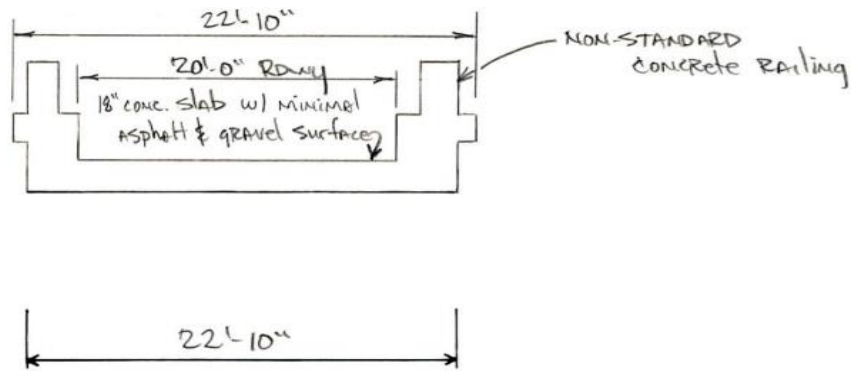 22'-10"
NON-STANDARD
CONCRETE RAiling
20'-0" RDWY
18" CONC. Slab w/ MiNiMAl
ASphAlt & gRAvel Surface
22'-10"